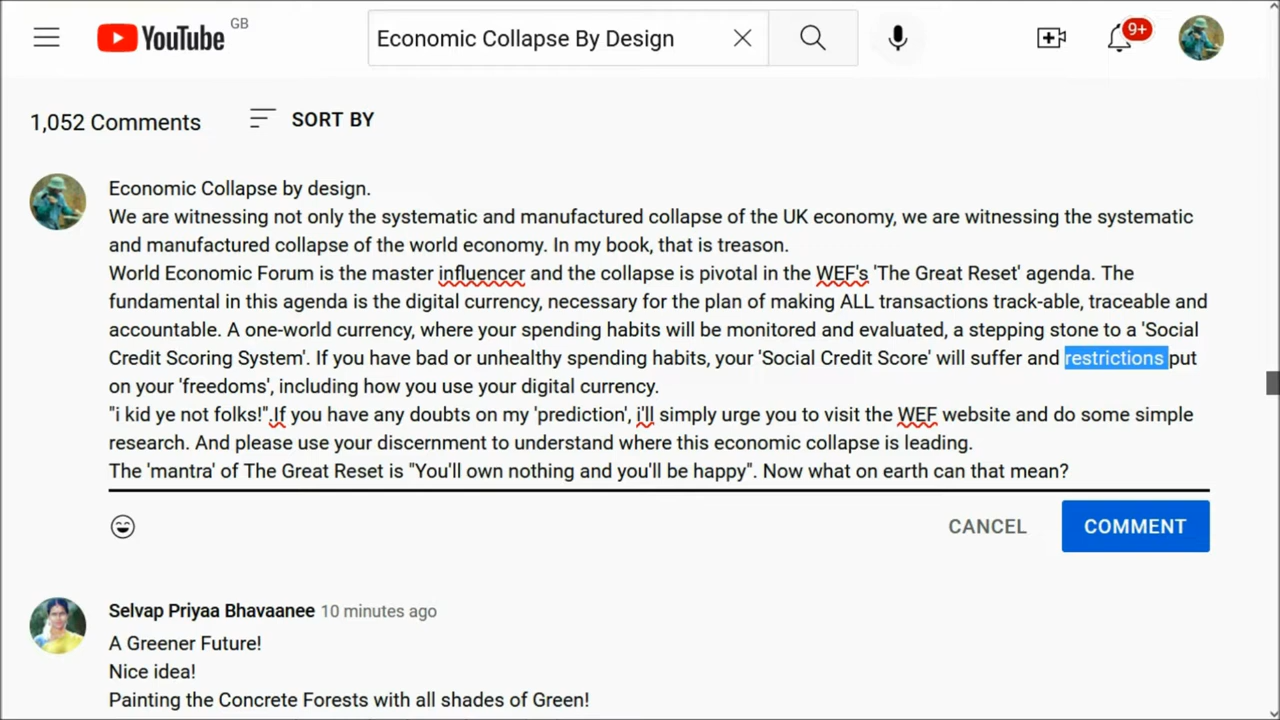 YouTube GB
Economic Collapse By Design
9+
1,052 Comments
SORT BY
Economic Collapse by design.
We are witnessing not only the systematic and manufactured collapse of the UK economy, we are witnessing the systematic
and manufactured collapse of the world economy. In my book, that is treason.
World Economic Forum is the master influencer and the collapse is pivotal in the WEF's 'The Great Reset' agenda. The
fundamental in this agenda is the digital currency, necessary for the plan of making ALL transactions track-able, traceable and
accountable. A one-world currency, where your spending habits will be monitored and evaluated, a stepping stone to a 'Social
Credit Scoring System'. If you have bad or unhealthy spending habits, your 'Social Credit Score' will suffer and restrictions put
on your 'freedoms', including how you use your digital currency.
"i kid ye not folks!".If you have any doubts on my 'prediction', i'll simply urge you to visit the WEF website and do some simple
research. And please use your discernment to understand where this economic collapse is leading.
The 'mantra' of The Great Reset is "You'll own nothing and you'll be happy". Now what on earth can that mean?
CANCEL
COMMENT
Selvap Priyaa Bhavaanee 10 minutes ago
A Greener Future!
Nice idea!
Painting the Concrete Forests with all shades of Green!